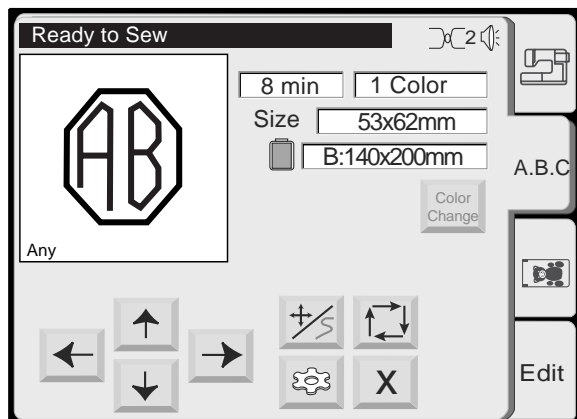 Ready to Sew
2
8 min
1 Color
Size
53x62mm
B:140x200mm
A.B.C
Color
Change
AB
Any
X
Edit